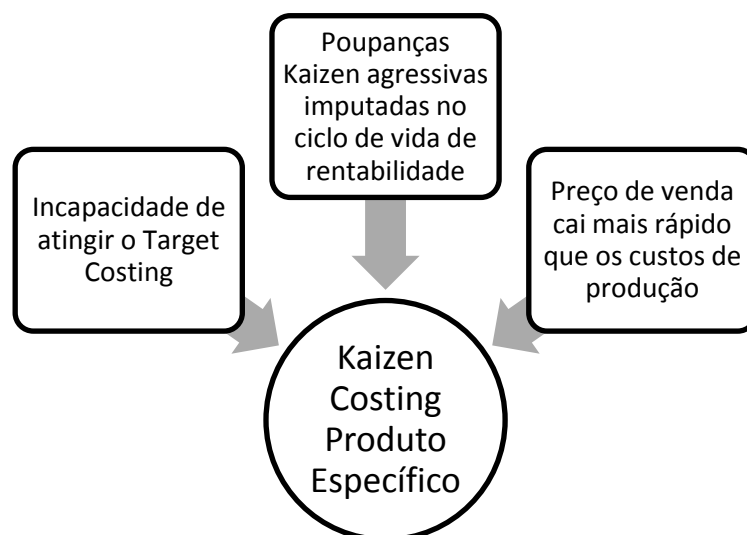 Poupanças
Kaizen agressivas
imputadas no
ciclo de vida de
rentabilidade
Incapacidade de
atingir o Target
Costing
Preço de venda
cai mais rápido
que os custos de
produção
Kaizen
Costing
Produto
Específico